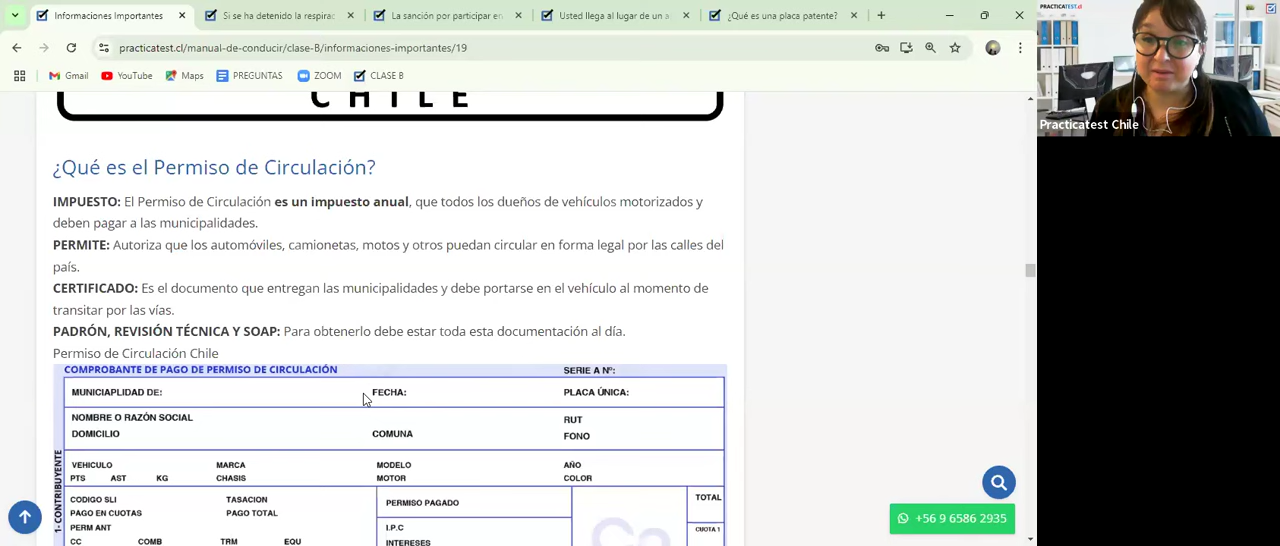 Informaciones Importantes
Si se ha detenido la respirac
La sanción por participar en
Usted llega al lugar de un a
¿Qué es una placa patente?
practicatest.cl/manual-de-conducir/clase-B/informaciones-importantes/19
Gmail YouTube Maps PREGUNTAS ZOOM CLASE B
PRACTICATEST.cl
Practicatest Chile
CHILE
¿Qué es el Permiso de Circulación?
IMPUESTO: El Permiso de Circulación es un impuesto anual, que todos los dueños de vehículos motorizados y
deben pagar a las municipalidades.
PERMITE: Autoriza que los automóviles, camionetas, motos y otros puedan circular en forma legal por las calles del
país.
CERTIFICADO: Es el documento que entregan las municipalidades y debe portarse en el vehículo al momento de
transitar por las vías.
PADRÓN, REVISIÓN TÉCNICA Y SOAP: Para obtenerlo debe estar toda esta documentación al día.
Permiso de Circulación Chile
COMPROBANTE DE PAGO DE PERMISO DE CIRCULACIÓN SERIE A Nº:
MUNICIAPLIDAD DE: FECHA: PLACA ÚNICA:
NOMBRE O RAZÓN SOCIAL RUT
DOMICILIO COMUNA FONO
VEHICULO MARCA MODELO AÑO
PTS AST KG CHASIS MOTOR COLOR
CODIGO SLI TASACION PERMISO PAGADO TOTAL
PAGO EN CUOTAS PAGO TOTAL
PERM ANT I.P.C CUOTA 1
CC COMB TRM EQU INTERESES
1- CONTRIBUYENTE
+56 9 6586 2935